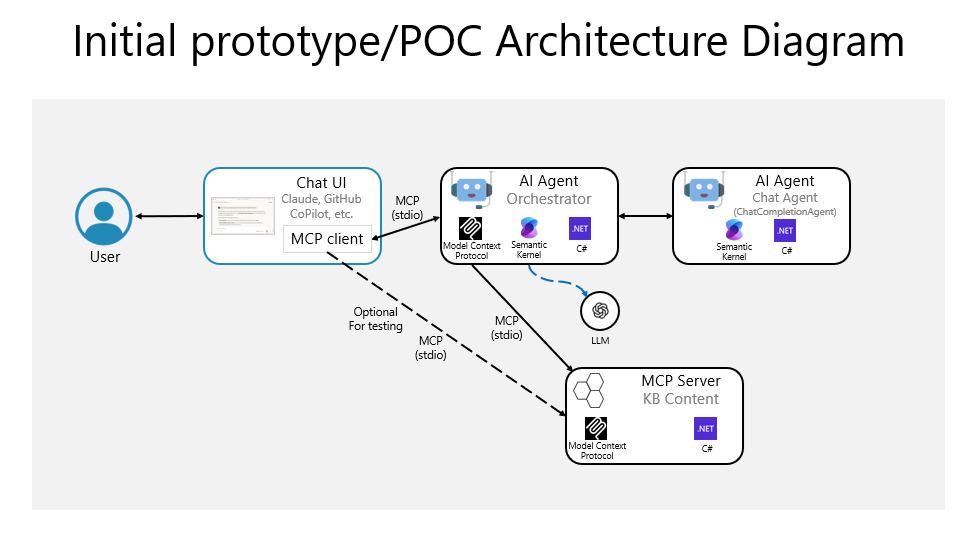 Initial prototype/POC Architecture Diagram
User
Chat UI
Claude, GitHub
CoPilot, etc.
MCP client
MCP
(stdio)
AI Agent
Orchestrator
Model Context
Protocol
Semantic
Kernel
.NET
C#
AI Agent
Chat Agent
(ChatCompletionAgent)
Semantic
Kernel
.NET
C#
Optional
For testing
MCP
(stdio)
MCP
(stdio)
LLM
MCP Server
KB Content
Model Context
Protocol
.NET
C#